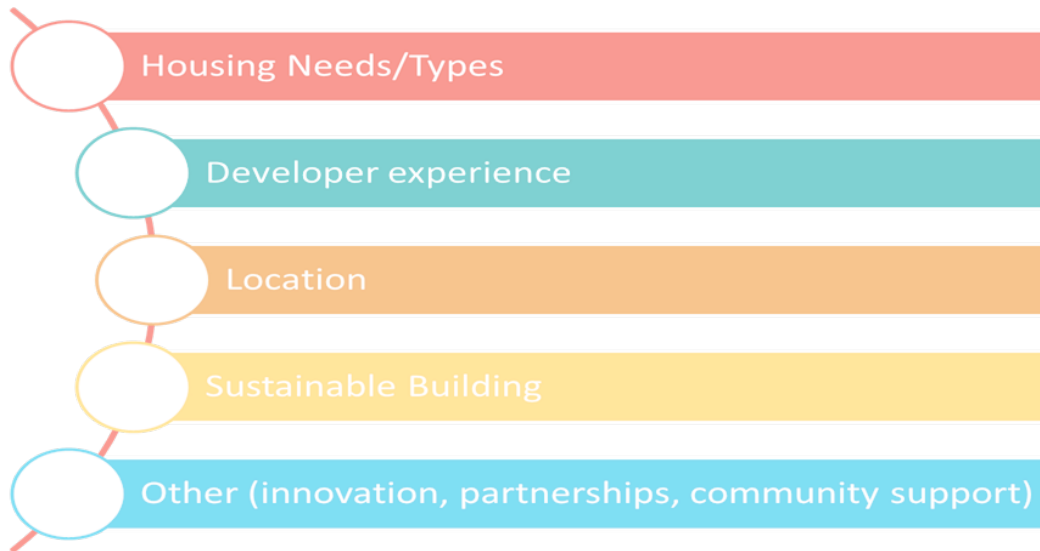 Housing Needs/Types
Developer experience
Location
Sustainable Building
Other (innovation, partnerships, community support)